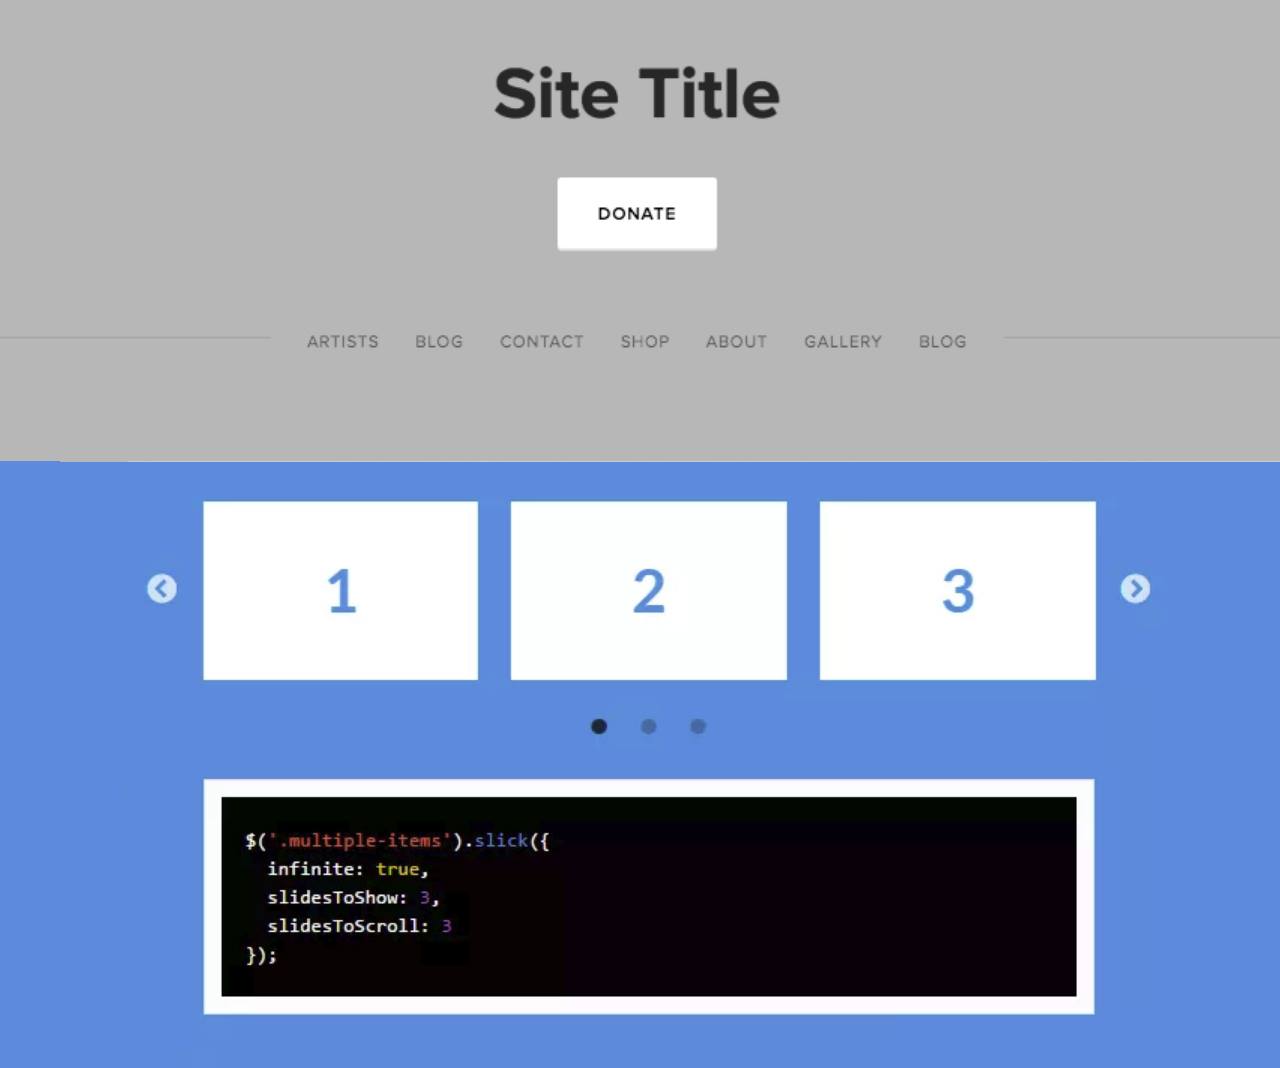 Site Title
DONATE
ARTISTS BLOG CONTACT SHOP ABOUT GALLERY BLOG
1 2 3
$('.multiple-items').slick({
  infinite: true,
  slidesToShow: 3,
  slidesToScroll: 3
});